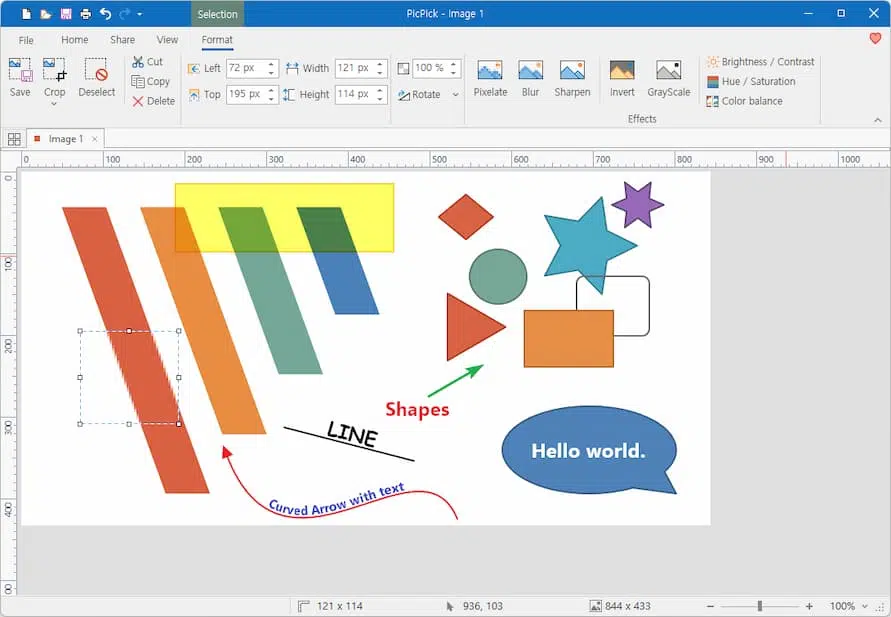 Selection
PicPick - Image 1
File Home Share View Format
Save
Crop
Deselect
Cut
Copy
Delete
Left 72 px
Top 195 px
Width 121 px
Height 114 px
100 %
Rotate
Pixelate
Blur
Sharpen
Invert
GrayScale
Brightness / Contrast
Hue / Saturation
Color balance
Effects
Image 1
0 100 200 300 400 500 600 700 800 900 1000
0
100
200
300
400
Shapes
LINE
Hello world.
Curved Arrow with text
121 x 114
936, 103
844 x 433
100%